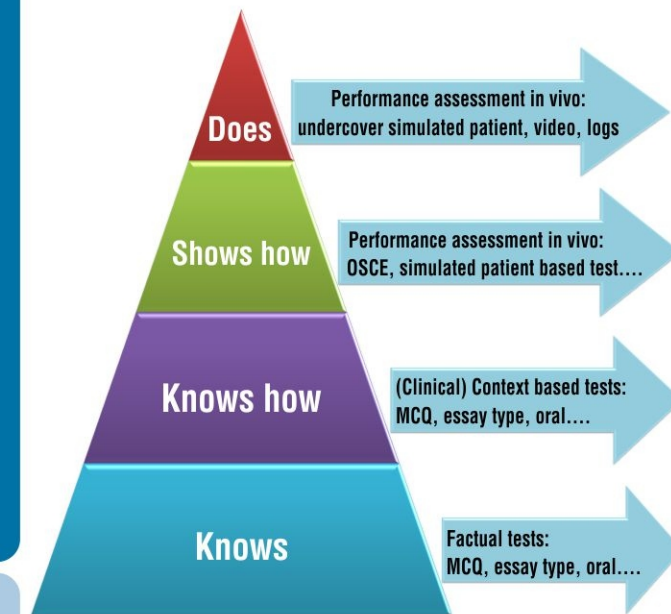 Does
Performance assessment in vivo:
undercover simulated patient, video, logs
Shows how
Performance assessment in vivo:
OSCE, simulated patient based test....
Knows how
(Clinical) Context based tests:
MCQ, essay type, oral....
Knows
Factual tests:
MCQ, essay type, oral....